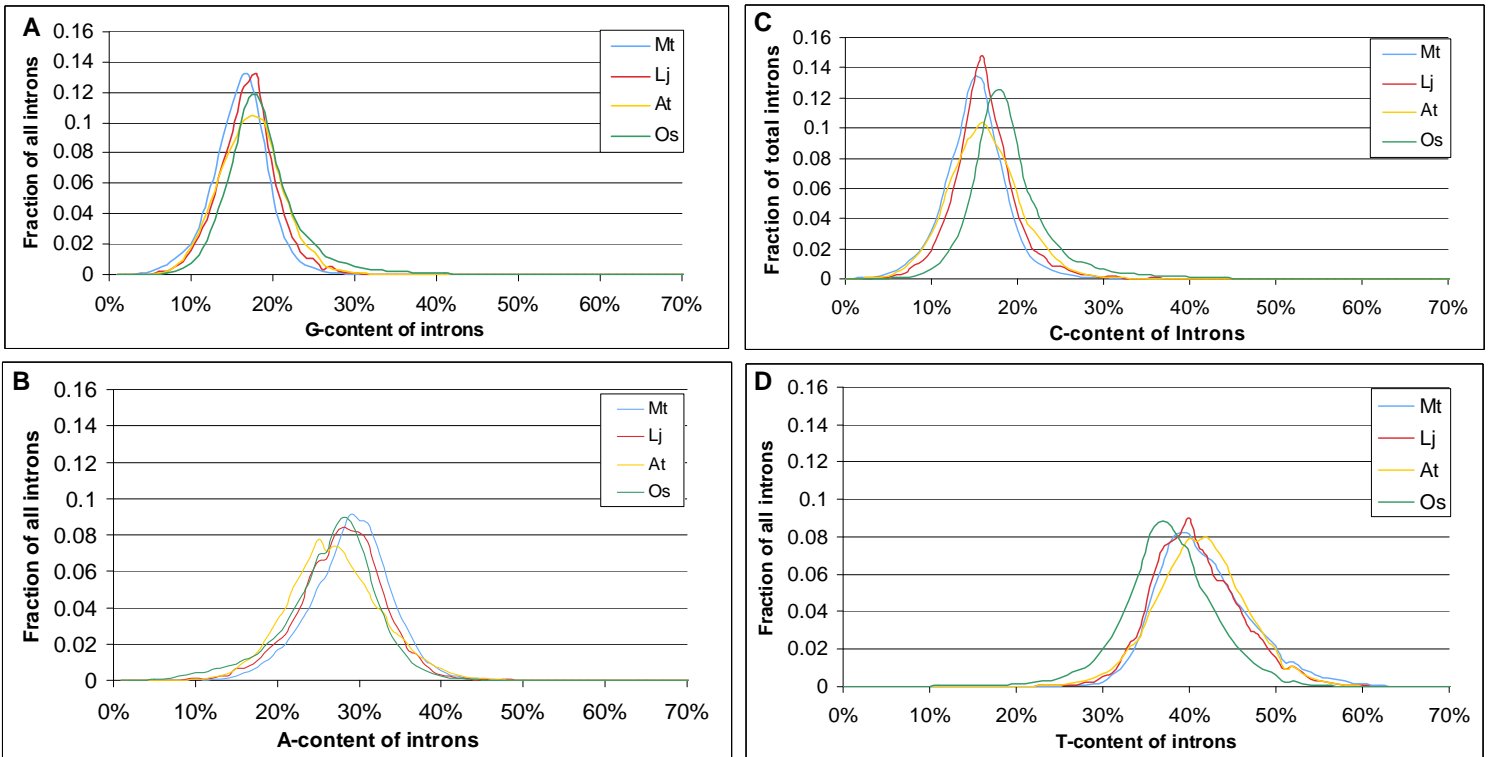 A
Fraction of all introns
0.16
0.14
0.12
0.1
0.08
0.06
0.04
0.02
0
0% 10% 20% 30% 40% 50% 60% 70%
G-content of introns
Mt
Lj
At
Os
C
Fraction of total introns
0.16
0.14
0.12
0.1
0.08
0.06
0.04
0.02
0
0% 10% 20% 30% 40% 50% 60% 70%
C-content of Introns
Mt
Lj
At
Os
B
Fraction of all introns
0.16
0.14
0.12
0.1
0.08
0.06
0.04
0.02
0
0% 10% 20% 30% 40% 50% 60% 70%
A-content of introns
Mt
Lj
At
Os
D
Fraction of all introns
0.16
0.14
0.12
0.1
0.08
0.06
0.04
0.02
0
0% 10% 20% 30% 40% 50% 60% 70%
T-content of introns
Mt
Lj
At
Os